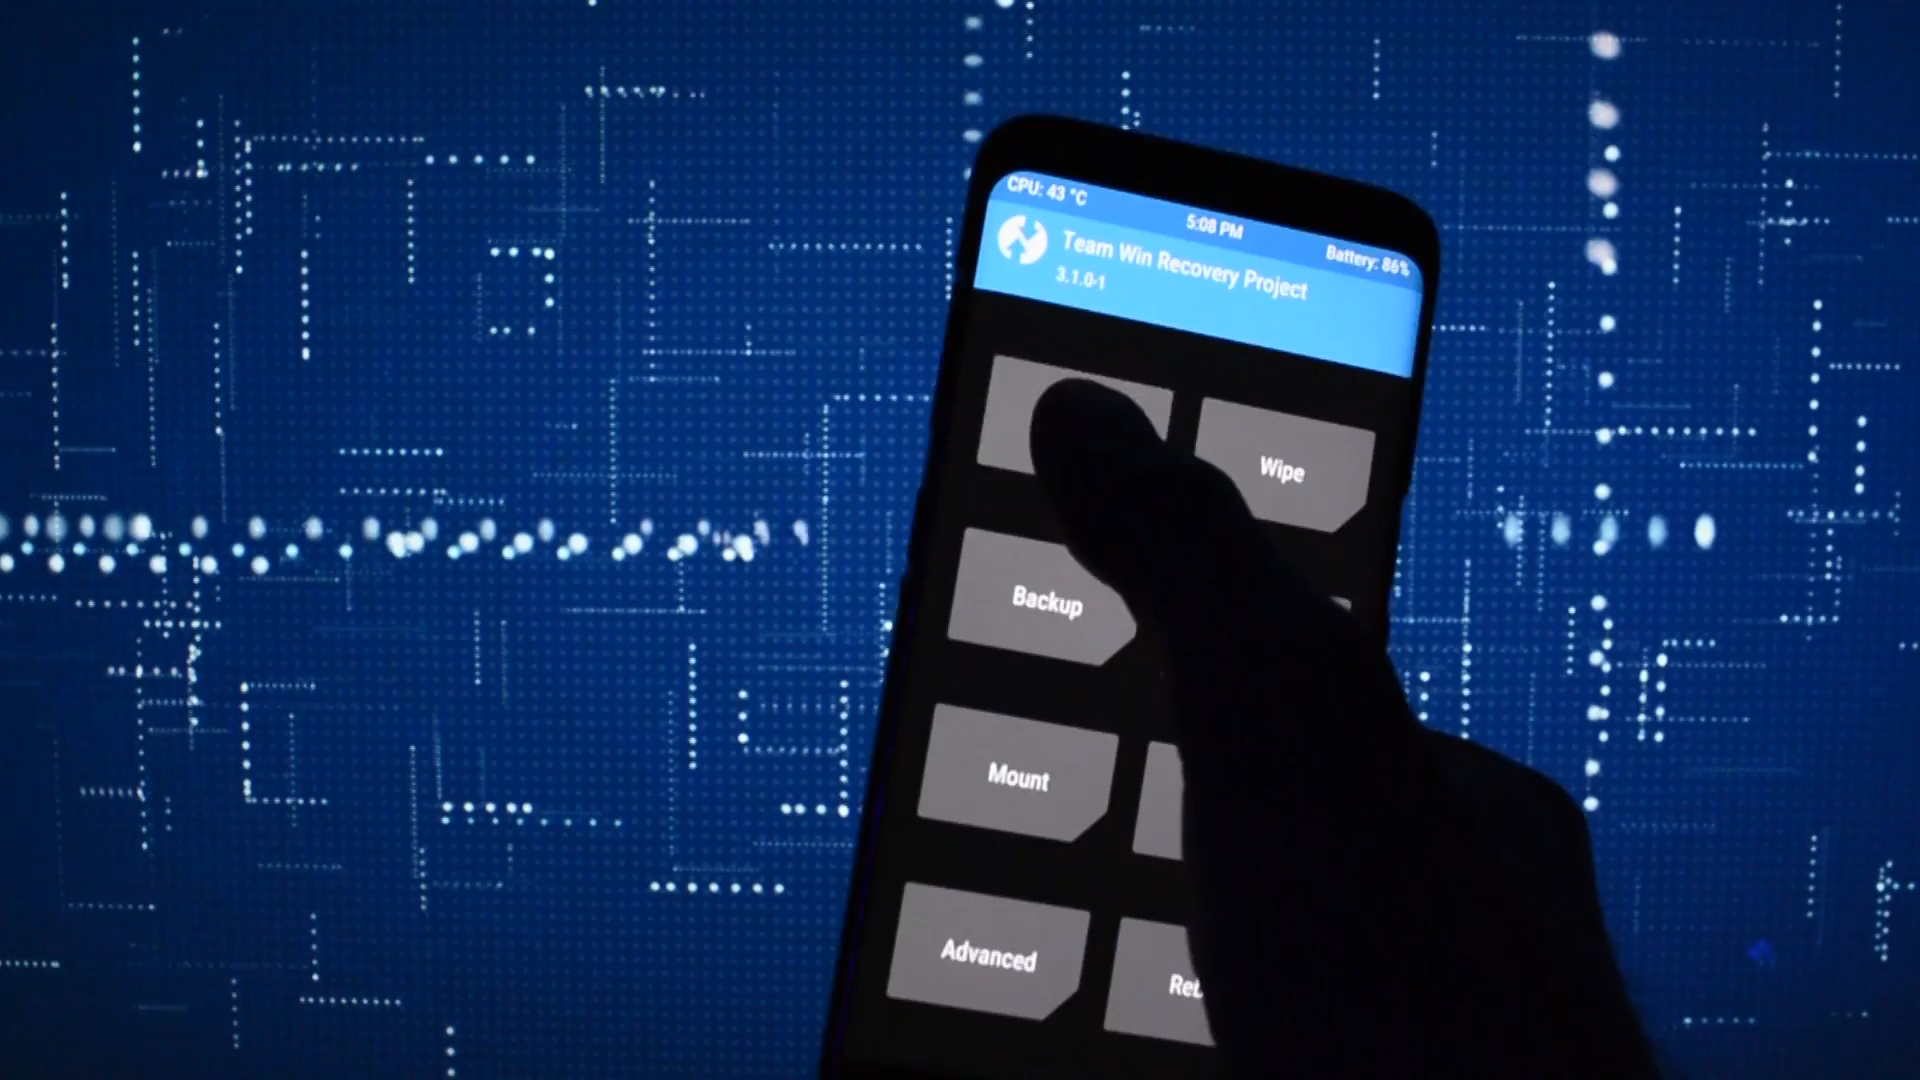 CPU: 43 °C
5:08 PM
Battery: 86%
Team Win Recovery Project
3.1.0-1
Wipe
Backup
Mount
Advanced